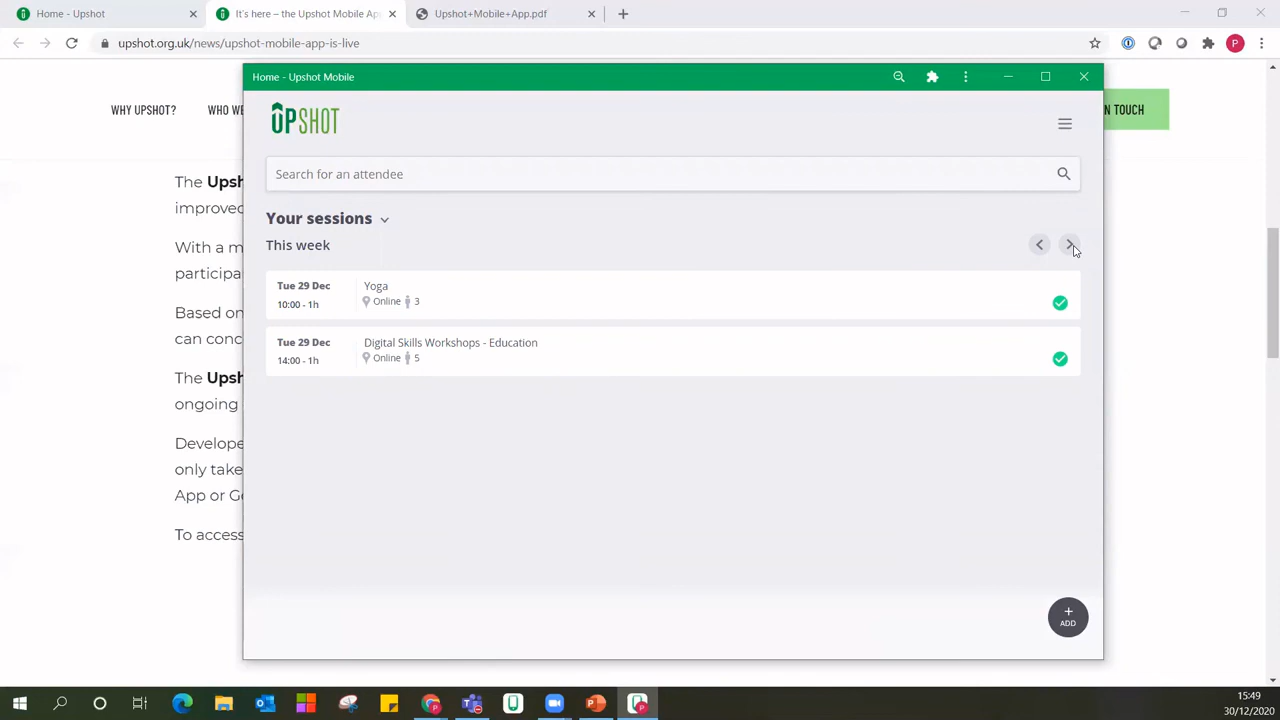 Home - Upshot
It's here – the Upshot Mobile Ap
Upshot+Mobile+App.pdf
upshot.org.uk/news/upshot-mobile-app-is-live
P
Home - Upshot Mobile
WHY UPSHOT?
WHO WE
N TOUCH
UPSHOT
Search for an attendee
The Upsh
improved
Your sessions
This week
With a m
participa
Tue 29 Dec
Yoga
10:00 - 1h
Online 3
Based on
can conc
Tue 29 Dec
Digital Skills Workshops - Education
14:00 - 1h
Online 5
The Upsh
ongoing
Develope
only take
App or Go
To access
+
ADD
15:49
30/12/2020